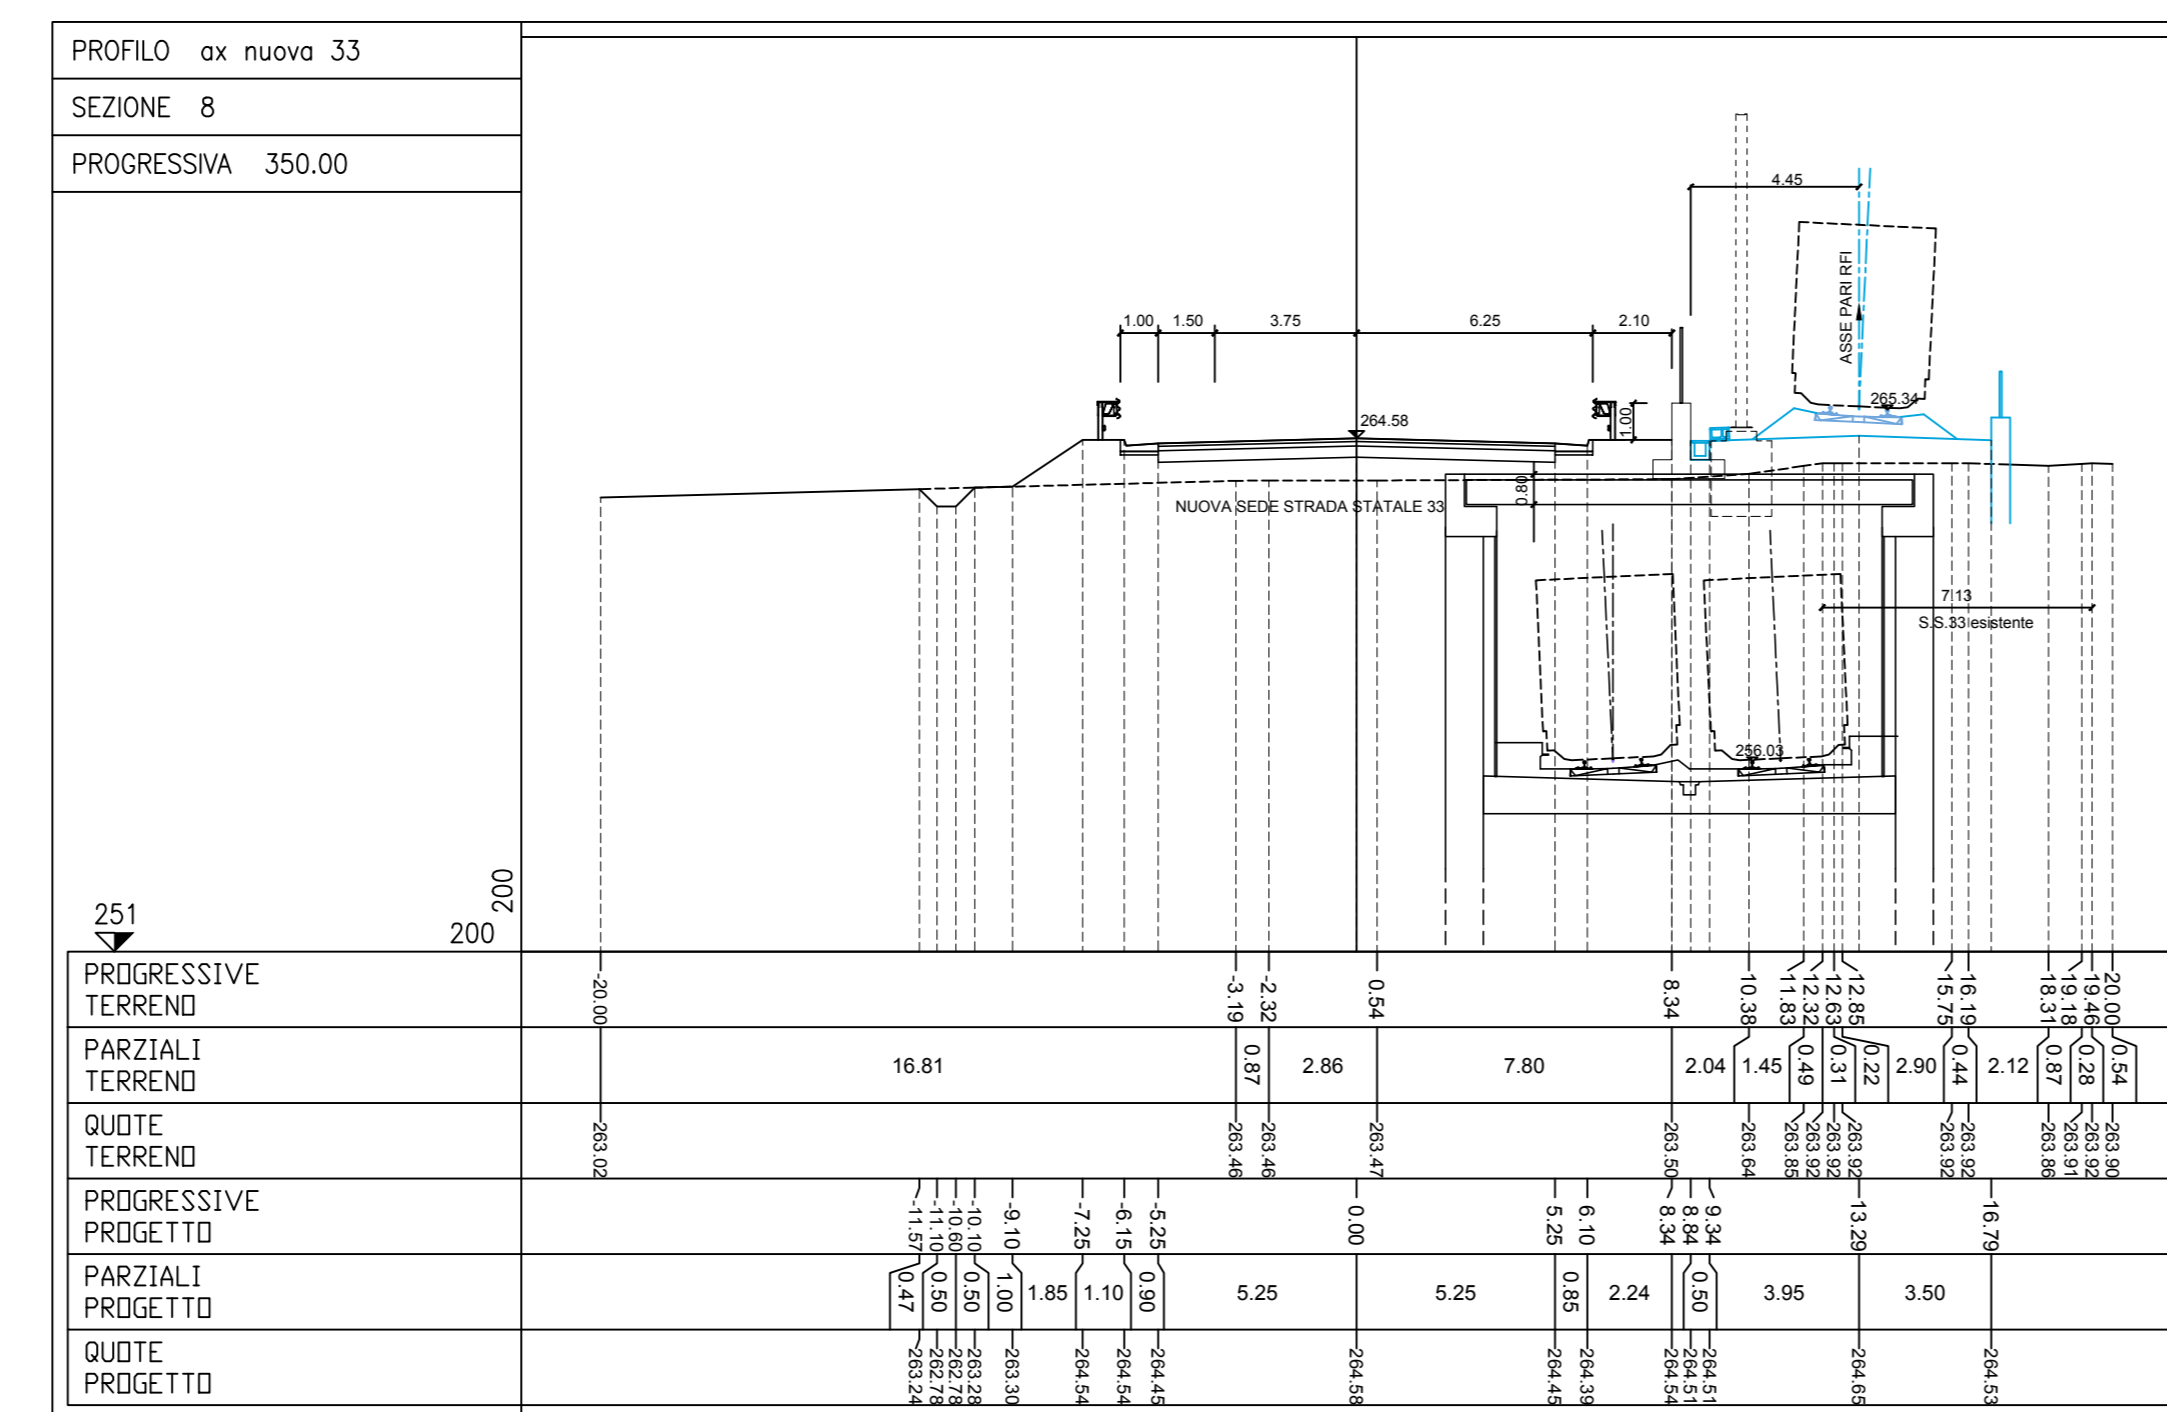 PROFILO ax nuova 33
SEZIONE 8
PROGRESSIVA 350.00
4.45
ASSE PARI RFI
265.34
1.00 1.50 3.75 6.25 2.10
264.58
1.00
0.80
NUOVA SEDE STRADA STATALE 33
7.13
S.S.33 esistente
256.03
251
200
200
PROGRESSIVE
TERRENO
-20.00 -3.19 -2.32 0.54 8.34 10.38 11.83 12.32 12.63 12.85 15.75 16.19 18.31 19.18 19.46 20.00
PARZIALI
TERRENO
16.81 0.87 2.86 7.80 2.04 1.45 0.49 0.31 0.22 2.90 0.44 2.12 0.87 0.28 0.54
QUOTE
TERRENO
263.02 263.46 263.46 263.47 263.50 263.64 263.85 263.92 263.92 263.92 263.92 263.92 263.86 263.91 263.92 263.90
PROGRESSIVE
PROGETTO
-11.57 -11.10 -10.60 -10.10 -9.10 -7.25 -6.15 -5.25 0.00 5.25 6.10 8.34 8.84 9.34 13.29 16.79
PARZIALI
PROGETTO
0.47 0.50 0.50 1.00 1.85 1.10 0.90 5.25 5.25 0.85 2.24 0.50 3.95 3.50
QUOTE
PROGETTO
263.24 262.78 262.78 263.28 263.30 264.54 264.54 264.45 264.58 264.45 264.39 264.54 264.51 264.51 264.65 264.53